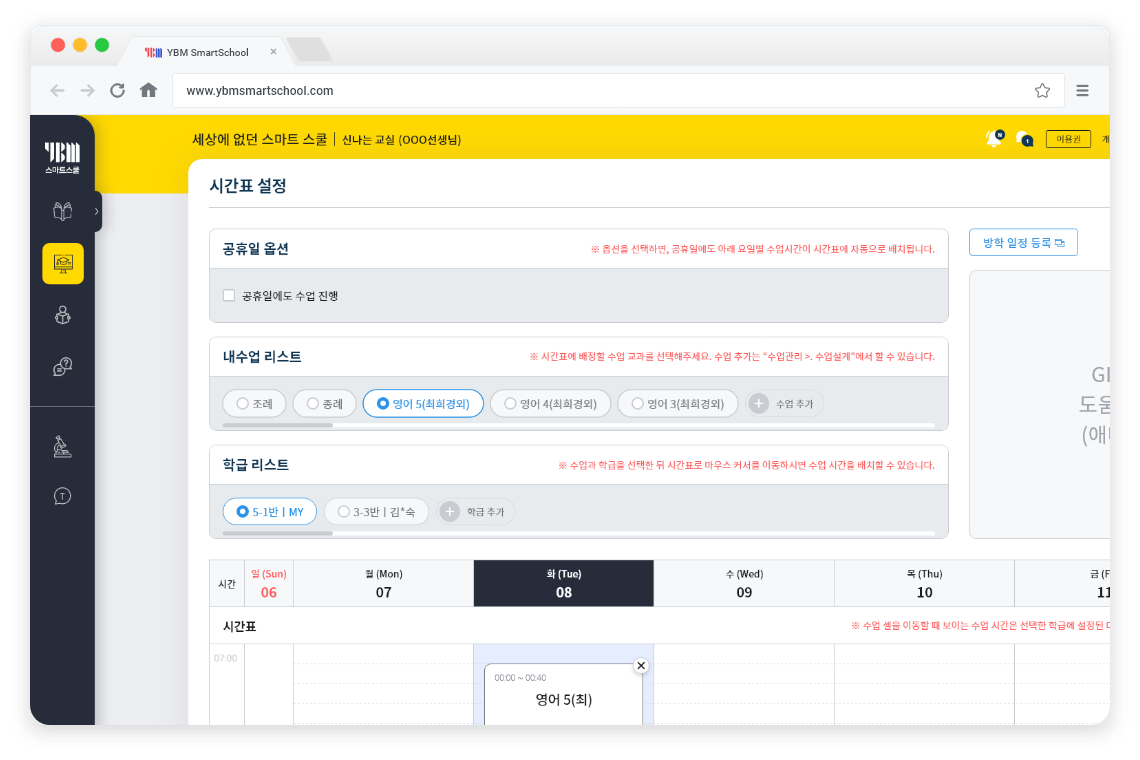 YBM SmartSchool
www.ybmsmartschool.com
YBM
스마트스쿨
세상에 없던 스마트 스쿨 | 신나는 교실 (OOO선생님)
N
이용권
시간표 설정
공휴일 옵션
※ 옵션을 선택하면, 공휴일에도 아래 요일별 수업시간이 시간표에 자동으로 배치됩니다.
방학 일정 등록
공휴일에도 수업 진행
내수업 리스트
※ 시간표에 배정할 수업 교과를 선택해주세요. 수업 추가는 "수업관리 >. 수업설계"에서 할 수 있습니다.
조례
종례
영어 5(최희경외)
영어 4(최희경외)
영어 3(최희경외)
수업 추가
도움
(애
학급 리스트
※ 수업과 학급을 선택한 뒤 시간표로 마우스 커서를 이동하시면 수업 시간을 배치할 수 있습니다.
5-1반 | MY
3-3반 | 김*숙
학급 추가
시간
일 (Sun)
06
월 (Mon)
07
화 (Tue)
08
수 (Wed)
09
목 (Thu)
10
금 (F
11
시간표
※ 수업 셀을 이동할 때 보이는 수업 시간은 선택한 학급에 설정된
07:00
00:00 ~ 00:40
영어 5(최)
T